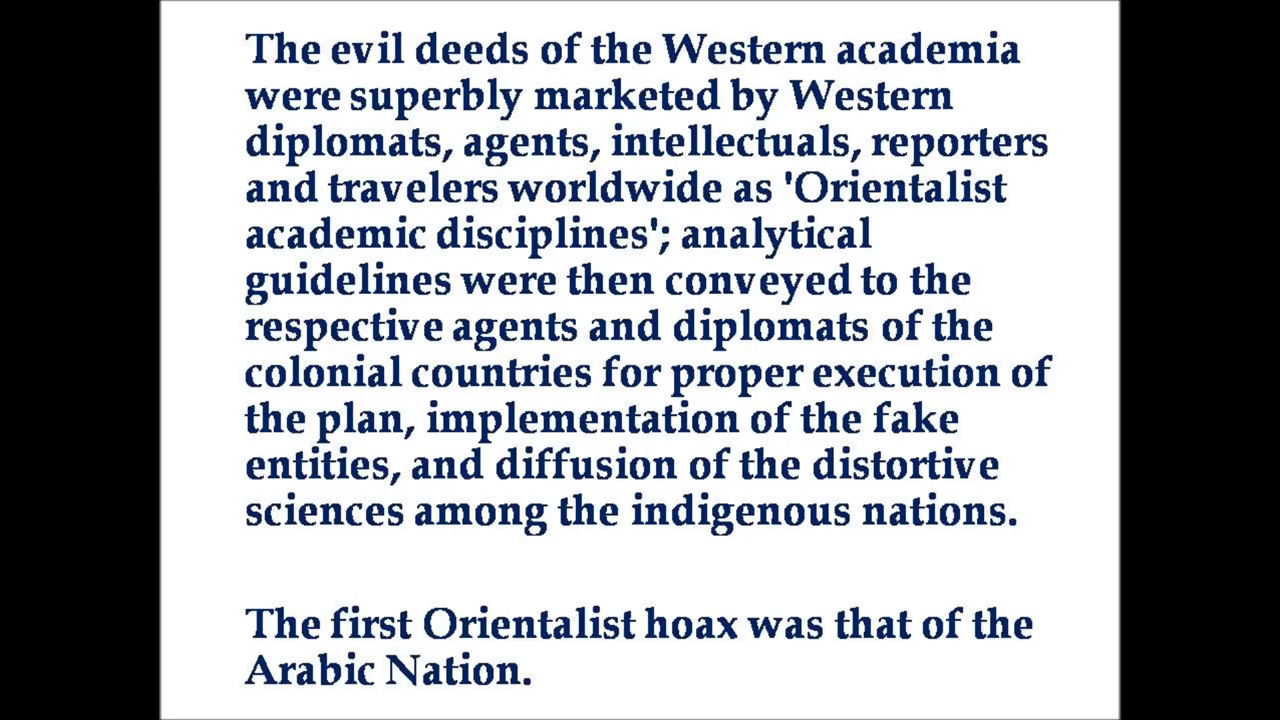 The evil deeds of the Western academia
were superbly marketed by Western
diplomats, agents, intellectuals, reporters
and travelers worldwide as 'Orientalist
academic disciplines'; analytical
guidelines were then conveyed to the
respective agents and diplomats of the
colonial countries for proper execution of
the plan, implementation of the fake
entities, and diffusion of the distortive
sciences among the indigenous nations.
The first Orientalist hoax was that of the
Arabic Nation.